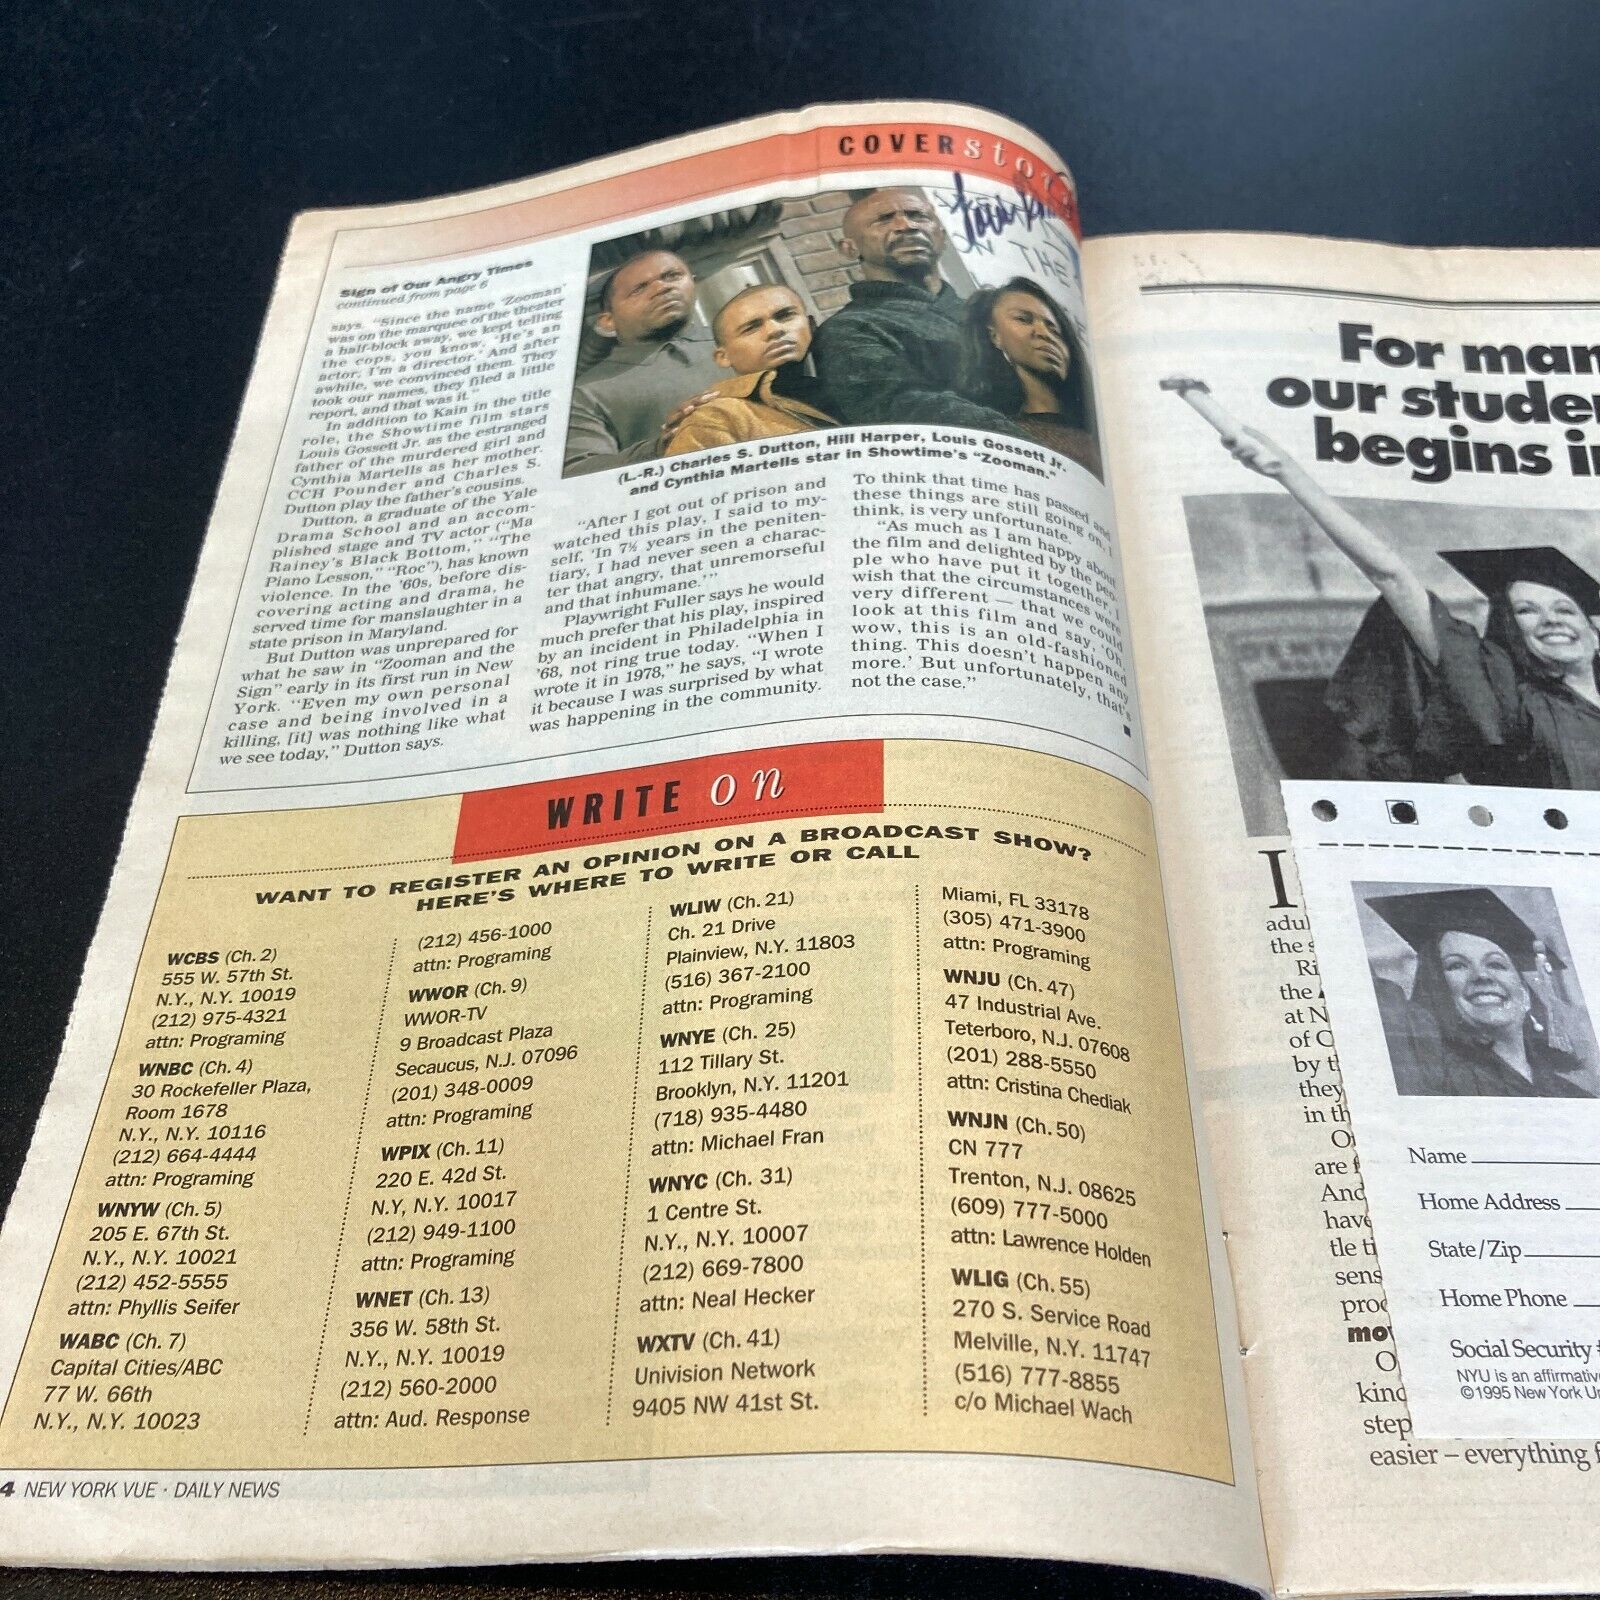 COVER story
Sign of Our Angry Times
continued from page 6
says. "Since the name 'Zooman'
was on the marquee of the theater
a half-block away, we kept telling
the cops, you know, 'He's an
actor; I'm a director.' And after
awhile, we convinced them. They
took our names, they filed a little
report, and that was it."
In addition to Kain in the title
role, the Showtime film stars
Louis Gossett Jr. as the estranged
father of the murdered girl and
Cynthia Martells as her mother.
CCH Pounder and Charles S.
Dutton play the father's cousins.
Dutton, a graduate of the Yale
Drama School and an accom-
plished stage and TV actor ("Ma
Rainey's Black Bottom," "The
Piano Lesson," "Roc"), has known
violence. In the '60s, before dis-
covering acting and drama, he
served time for manslaughter in a
state prison in Maryland.
But Dutton was unprepared for
what he saw in "Zooman and the
Sign" early in its first run in New
York. "Even my own personal
case and being involved in a
killing, [it] was nothing like what
we see today," Dutton says.
ON THE
(L.-R.) Charles S. Dutton, Hill Harper, Louis Gossett Jr.
and Cynthia Martells star in Showtime's "Zooman."
"After I got out of prison and
watched this play, I said to my-
self, 'In 7½ years in the peniten-
tiary, I had never seen a charac-
ter that angry, that unremorseful
and that inhumane.'"
Playwright Fuller says he would
much prefer that his play, inspired
by an incident in Philadelphia in
'68, not ring true today. "When I
wrote it in 1978," he says, "I wrote
it because I was surprised by what
was happening in the community.
To think that time has passed and
these things are still going on, I
think, is very unfortunate.
"As much as I am happy about
the film and delighted by the peo-
ple who have put it together, I
wish that the circumstances were
very different — that we could
look at this film and say, 'Oh,
wow, this is an old-fashioned
thing. This doesn't happen any
more.' But unfortunately, that's
not the case."
WRITE on
WANT TO REGISTER AN OPINION ON A BROADCAST SHOW?
HERE'S WHERE TO WRITE OR CALL
WCBS (Ch. 2)
555 W. 57th St.
N.Y., N.Y. 10019
(212) 975-4321
attn: Programing
WNBC (Ch. 4)
30 Rockefeller Plaza,
Room 1678
N.Y., N.Y. 10116
(212) 664-4444
attn: Programing
WNYW (Ch. 5)
205 E. 67th St.
N.Y., N.Y. 10021
(212) 452-5555
attn: Phyllis Seifer
WABC (Ch. 7)
Capital Cities/ABC
77 W. 66th
N.Y., N.Y. 10023
(212) 456-1000
attn: Programing
WWOR (Ch. 9)
WWOR-TV
9 Broadcast Plaza
Secaucus, N.J. 07096
(201) 348-0009
attn: Programing
WPIX (Ch. 11)
220 E. 42d St.
N.Y, N.Y. 10017
(212) 949-1100
attn: Programing
WNET (Ch. 13)
356 W. 58th St.
N.Y., N.Y. 10019
(212) 560-2000
attn: Aud. Response
WLIW (Ch. 21)
Ch. 21 Drive
Plainview, N.Y. 11803
(516) 367-2100
attn: Programing
WNYE (Ch. 25)
112 Tillary St.
Brooklyn, N.Y. 11201
(718) 935-4480
attn: Michael Fran
WNYC (Ch. 31)
1 Centre St.
N.Y., N.Y. 10007
(212) 669-7800
attn: Neal Hecker
WXTV (Ch. 41)
Univision Network
9405 NW 41st St.
Miami, FL 33178
(305) 471-3900
attn: Programing
WNJU (Ch. 47)
47 Industrial Ave.
Teterboro, N.J. 07608
(201) 288-5550
attn: Cristina Chediak
WNJN (Ch. 50)
CN 777
Trenton, N.J. 08625
(609) 777-5000
attn: Lawrence Holden
WLIG (Ch. 55)
270 S. Service Road
Melville, N.Y. 11747
(516) 777-8855
c/o Michael Wach
4 NEW YORK VUE · DAILY NEWS
For man
our studen
begins in
I
adul
the s
Ri
the
at N
of C
by t
they
in th
O
are
And
have
tle ti
sens
proc
mov
O
kind
step
easier – everything f
Name
Home Address
State/Zip
Home Phone
Social Security #
NYU is an affirmativ
©1995 New York Un